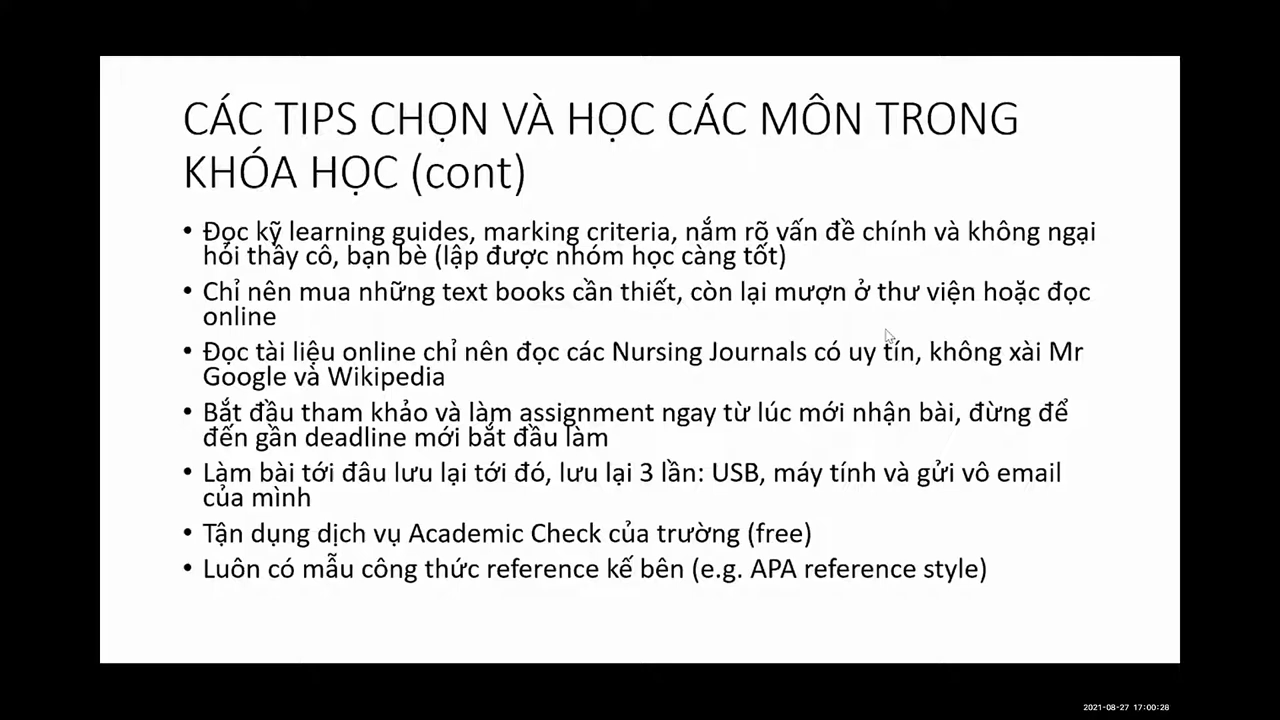 CÁC TIPS CHỌN VÀ HỌC CÁC MÔN TRONG
KHÓA HỌC (cont)
• Đọc kỹ learning guides, marking criteria, nắm rõ vấn đề chính và không ngại
hỏi thầy cô, bạn bè (lập được nhóm học càng tốt)
• Chỉ nên mua những text books cần thiết, còn lại mượn ở thư viện hoặc đọc
online
• Đọc tài liệu online chỉ nên đọc các Nursing Journals có uy tín, không xài Mr
Google và Wikipedia
• Bắt đầu tham khảo và làm assignment ngay từ lúc mới nhận bài, đừng để
đến gần deadline mới bắt đầu làm
• Làm bài tới đâu lưu lại tới đó, lưu lại 3 lần: USB, máy tính và gửi vô email
của mình
• Tận dụng dịch vụ Academic Check của trường (free)
• Luôn có mẫu công thức reference kế bên (e.g. APA reference style)
2021-08-27 17:00:28